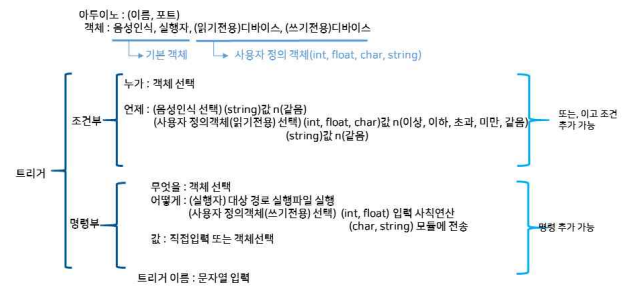 아두이노 : (이름, 포트)
객체 : 음성인식, 실행자, (읽기전용)디바이스, (쓰기전용)디바이스
기본 객체
사용자 정의 객체(int, float, char, string)
누가 : 객체 선택
언제 : (음성인식 선택) (string)값 n(같음)
(사용자 정의객체(읽기전용) 선택) (int, float, char)값 n(이상, 이하, 초과, 미만, 같음)
(string)값 n(같음)
조건부
또는, 이고 조건
추가 가능
트리거
무엇을 : 객체 선택
어떻게 : (실행자) 대상 경로 실행파일 실행
(사용자 정의객체(쓰기전용) 선택) (int, float) 입력 사칙연산
(char, string) 모듈에 전송
값 : 직접입력 또는 객체선택
명령부
명령 추가 가능
트리거 이름 : 문자열 입력